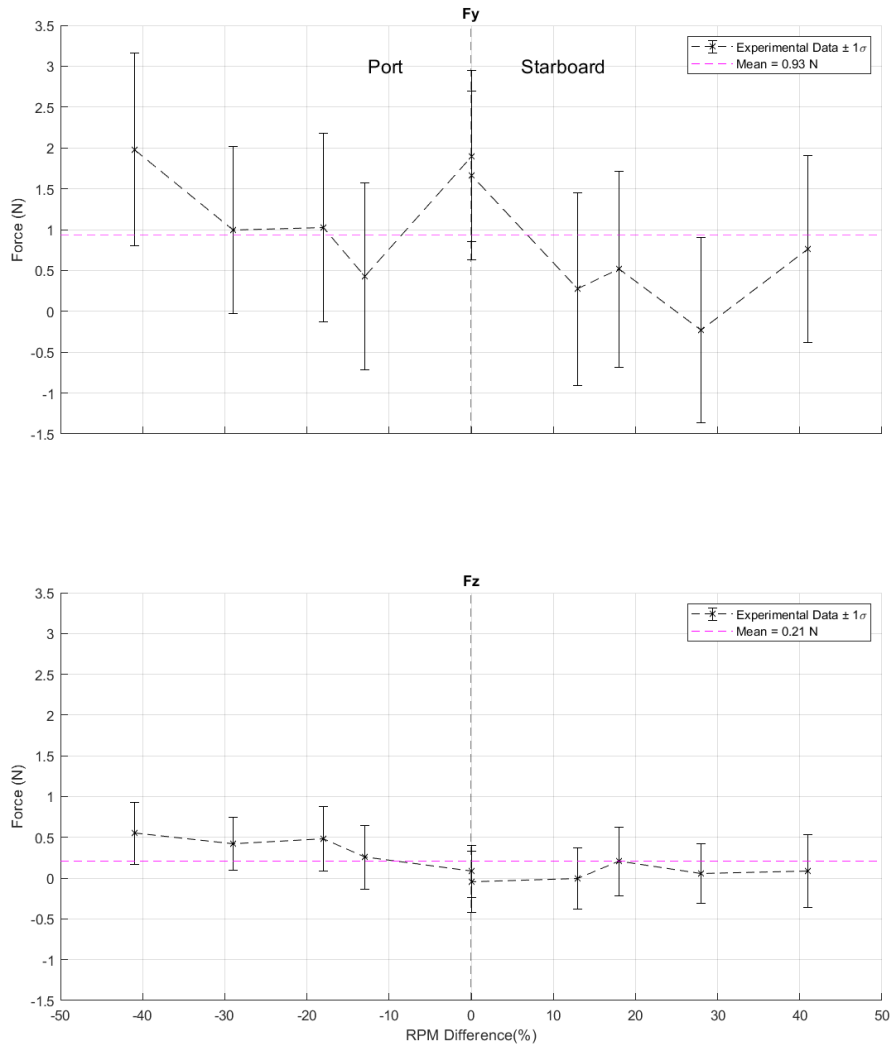 Fy
3.5
3
2.5
2
1.5
1
0.5
0
-0.5
-1
-1.5
Force (N)
Port
Starboard
Experimental Data ± 1σ
Mean = 0.93 N
Fz
3.5
3
2.5
2
1.5
1
0.5
0
-0.5
-1
-1.5
Force (N)
Experimental Data ± 1σ
Mean = 0.21 N
-50 -40 -30 -20 -10 0 10 20 30 40 50
RPM Difference(%)